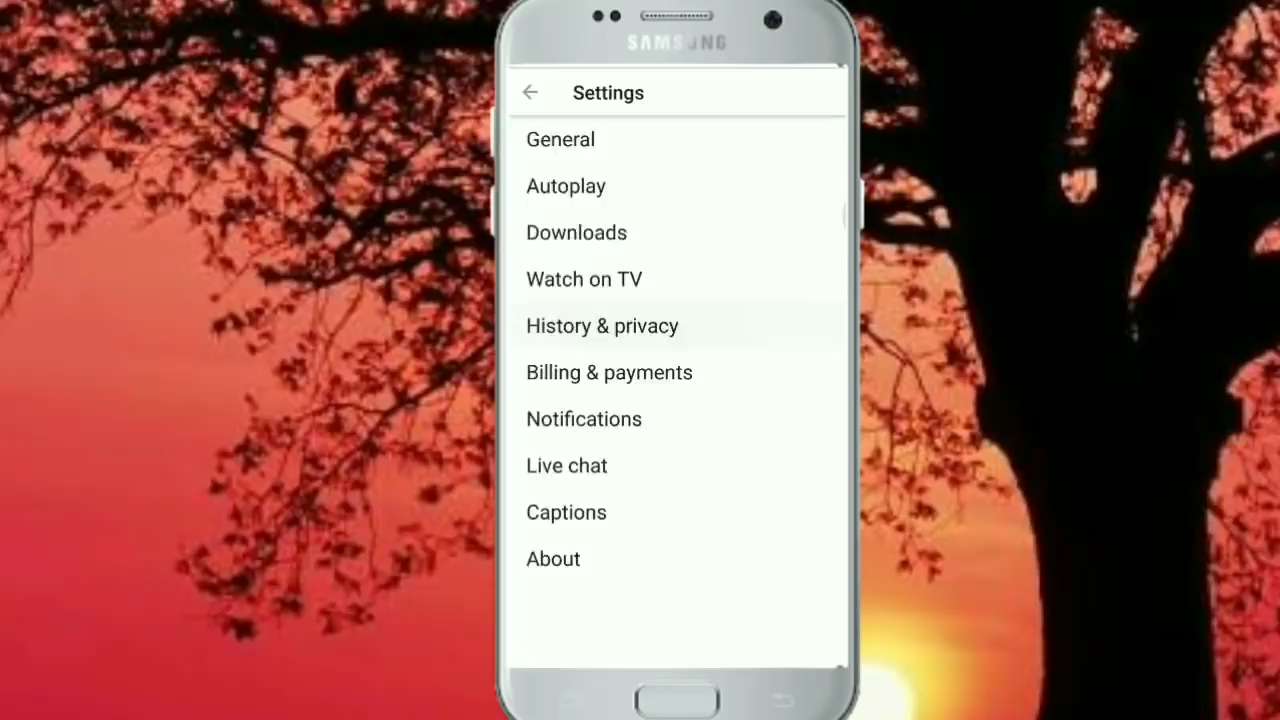 SAMSUNG
Settings
General
Autoplay
Downloads
Watch on TV
History & privacy
Billing & payments
Notifications
Live chat
Captions
About